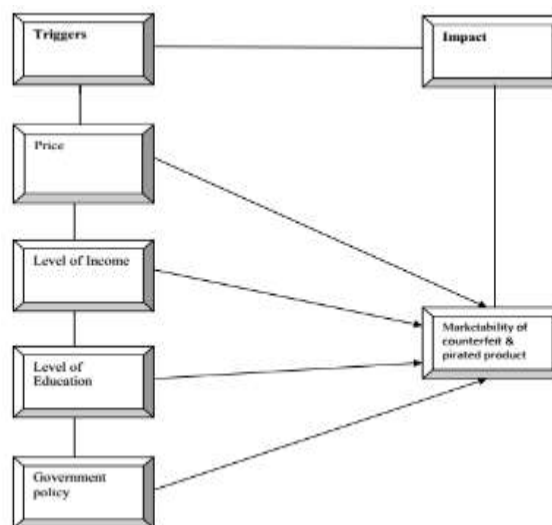 Triggers
Impact
Price
Level of Income
Marketability of
counterfeit &
pirated product
Level of
Education
Government
policy